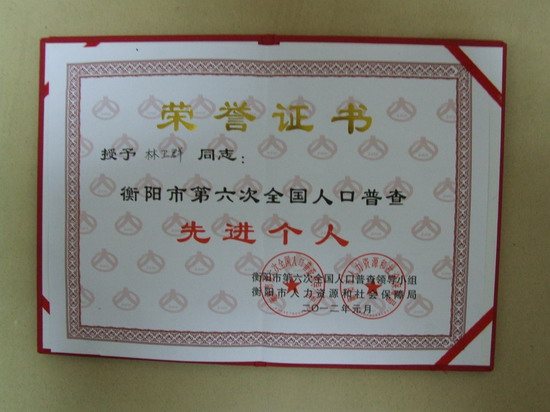 荣誉证书
授予 林卫群 同志：
衡阳市第六次全国人口普查
先进个人
衡阳市第六次全国人口普查领导小组
衡阳市人力资源和社会保障局
二〇一二年元月